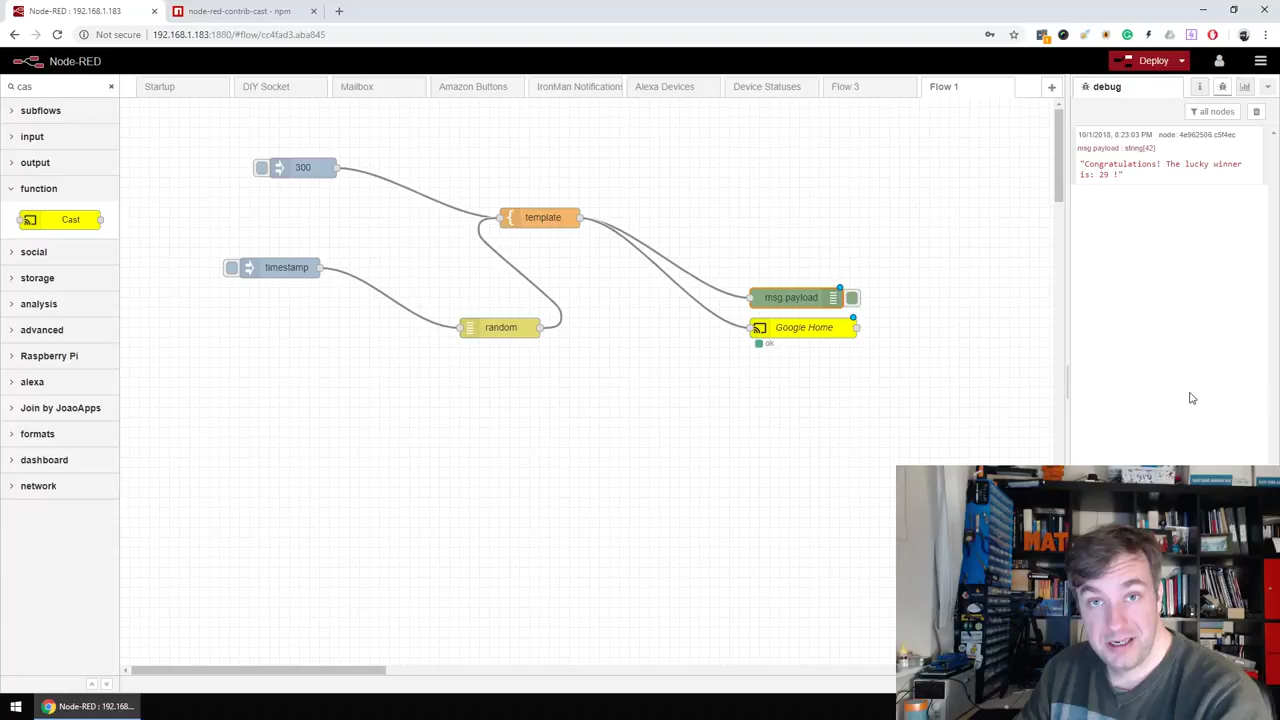 Node-RED : 192.168.1.183
node-red-contrib-cast - npm
Not secure
192.168.1.183:1880/#flow/cc4fad3.aba845
Node-RED
Deploy
cas
Startup
DIY Socket
Mailbox
Amazon Buttons
IronMan Notifications
Alexa Devices
Device Statuses
Flow 3
Flow 1
debug
all nodes
subflows
input
output
function
Cast
social
storage
analysis
advanced
Raspberry Pi
alexa
Join by JoaoApps
formats
dashboard
network
300
template
timestamp
random
msg.payload
Google Home
ok
10/1/2018, 8:23:03 PM node: 4e962506.c5f4ec
msg.payload : string[42]
"Congratulations! The lucky winner
is: 29 !"
MAT
Node-RED : 192.168...